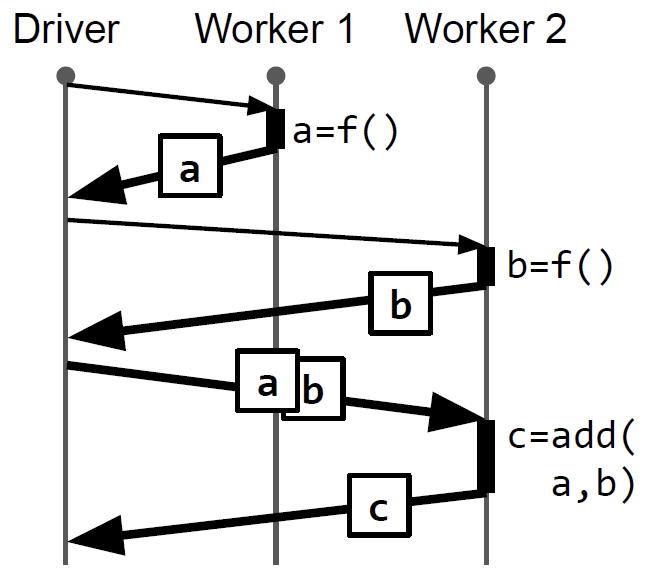 Driver Worker 1 Worker 2
a=f()
a
b=f()
b
a b
c=add(
a,b)
c